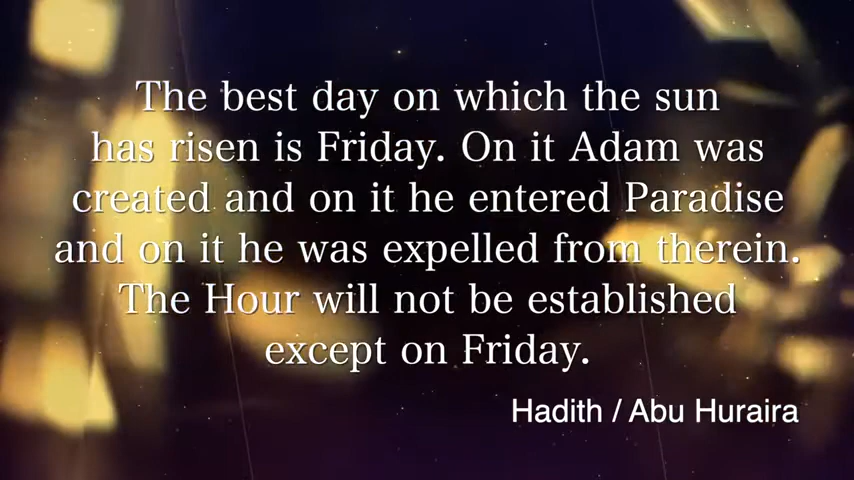 The best day on which the sun
has risen is Friday. On it Adam was
created and on it he entered Paradise
and on it he was expelled from therein.
The Hour will not be established
except on Friday.
Hadith / Abu Huraira